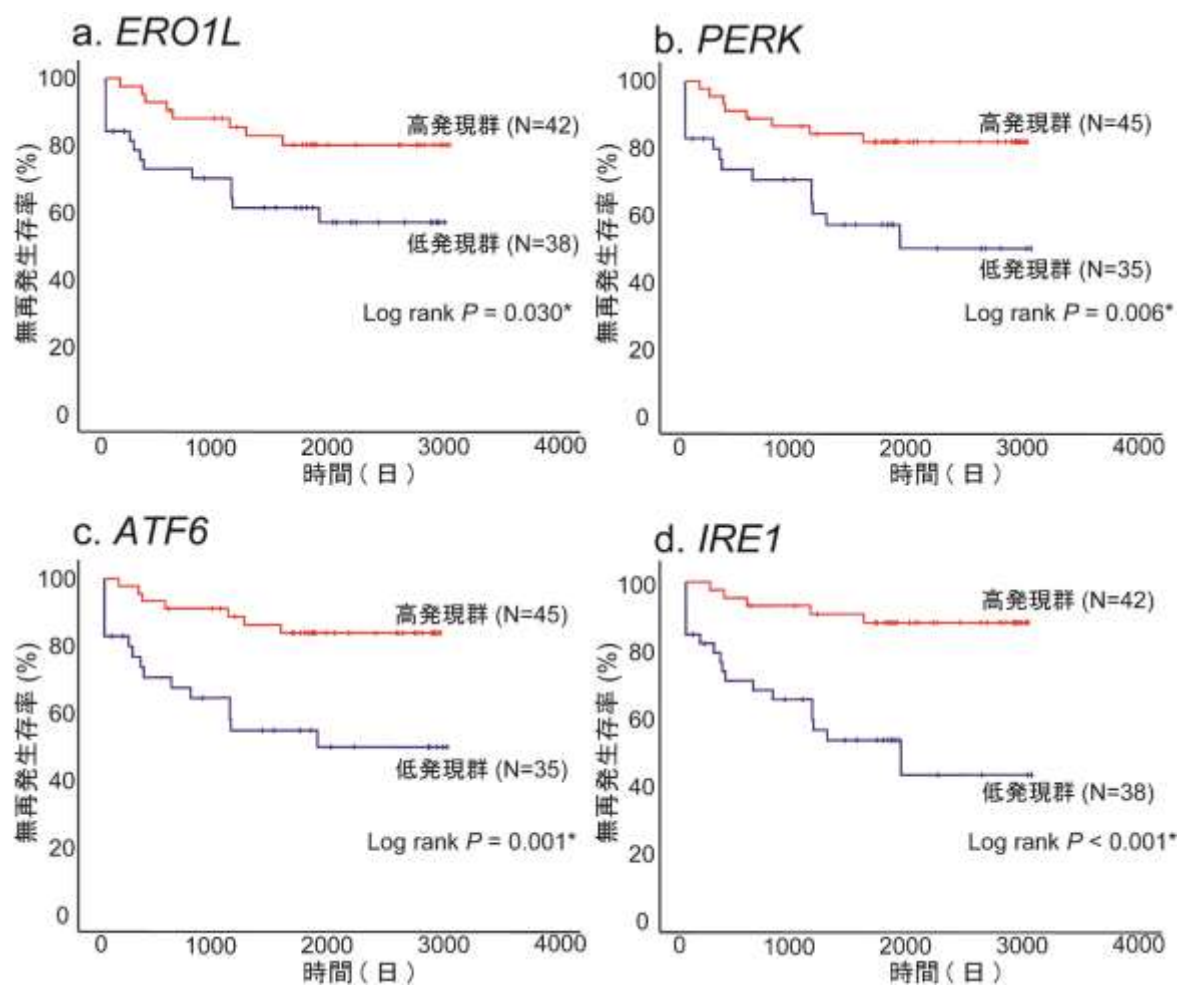 a. ERO1L
無再発生存率 (%)
100
80
60
40
20
0
高発現群 (N=42)
低発現群 (N=38)
Log rank P = 0.030*
0 1000 2000 3000 4000
時間 ( 日 )
b. PERK
無再発生存率 (%)
100
80
60
40
20
0
高発現群 (N=45)
低発現群 (N=35)
Log rank P = 0.006*
0 1000 2000 3000 4000
時間 ( 日 )
c. ATF6
無再発生存率 (%)
100
80
60
40
20
0
高発現群 (N=45)
低発現群 (N=35)
Log rank P = 0.001*
0 1000 2000 3000 4000
時間 ( 日 )
d. IRE1
無再発生存率 (%)
100
80
60
40
20
0
高発現群 (N=42)
低発現群 (N=38)
Log rank P < 0.001*
0 1000 2000 3000 4000
時間 ( 日 )